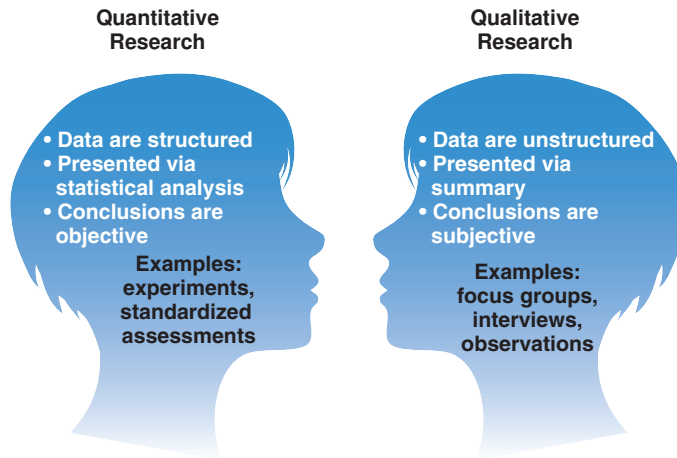 Quantitative
Research
• Data are structured
• Presented via
statistical analysis
• Conclusions are
objective
Examples:
experiments,
standardized
assessments
Qualitative
Research
• Data are unstructured
• Presented via
summary
• Conclusions are
subjective
Examples:
focus groups,
interviews,
observations